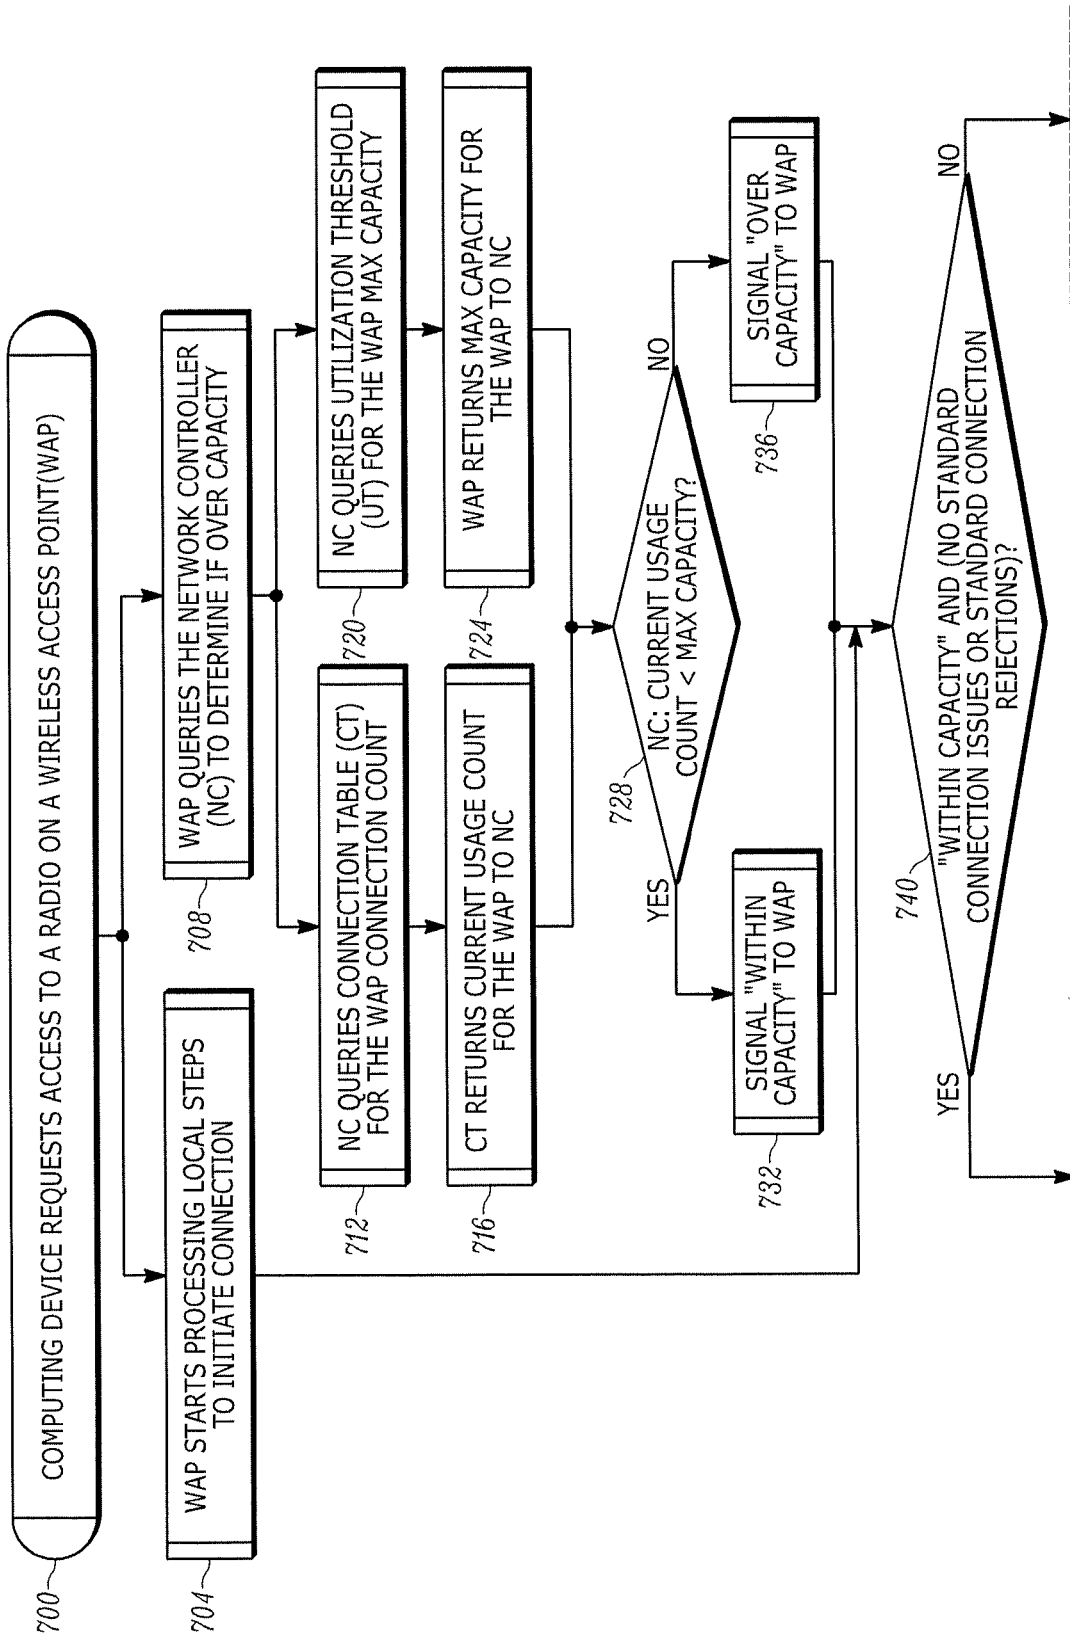 COMPUTING DEVICE REQUESTS ACCESS TO A RADIO ON A WIRELESS ACCESS POINT(WAP)
700
WAP STARTS PROCESSING LOCAL STEPS
TO INITIATE CONNECTION
704
WAP QUERIES THE NETWORK CONTROLLER
(NC) TO DETERMINE IF OVER CAPACITY
708
NC QUERIES CONNECTION TABLE (CT)
FOR THE WAP CONNECTION COUNT
712
NC QUERIES UTILIZATION THRESHOLD
(UT) FOR THE WAP MAX CAPACITY
720
CT RETURNS CURRENT USAGE COUNT
FOR THE WAP TO NC
716
WAP RETURNS MAX CAPACITY FOR
THE WAP TO NC
724
NC: CURRENT USAGE
COUNT < MAX CAPACITY?
728
YES
NO
SIGNAL "WITHIN
CAPACITY" TO WAP
732
SIGNAL "OVER
CAPACITY" TO WAP
736
"WITHIN CAPACITY" AND (NO STANDARD
CONNECTION ISSUES OR STANDARD CONNECTION
REJECTIONS)?
740
YES
NO